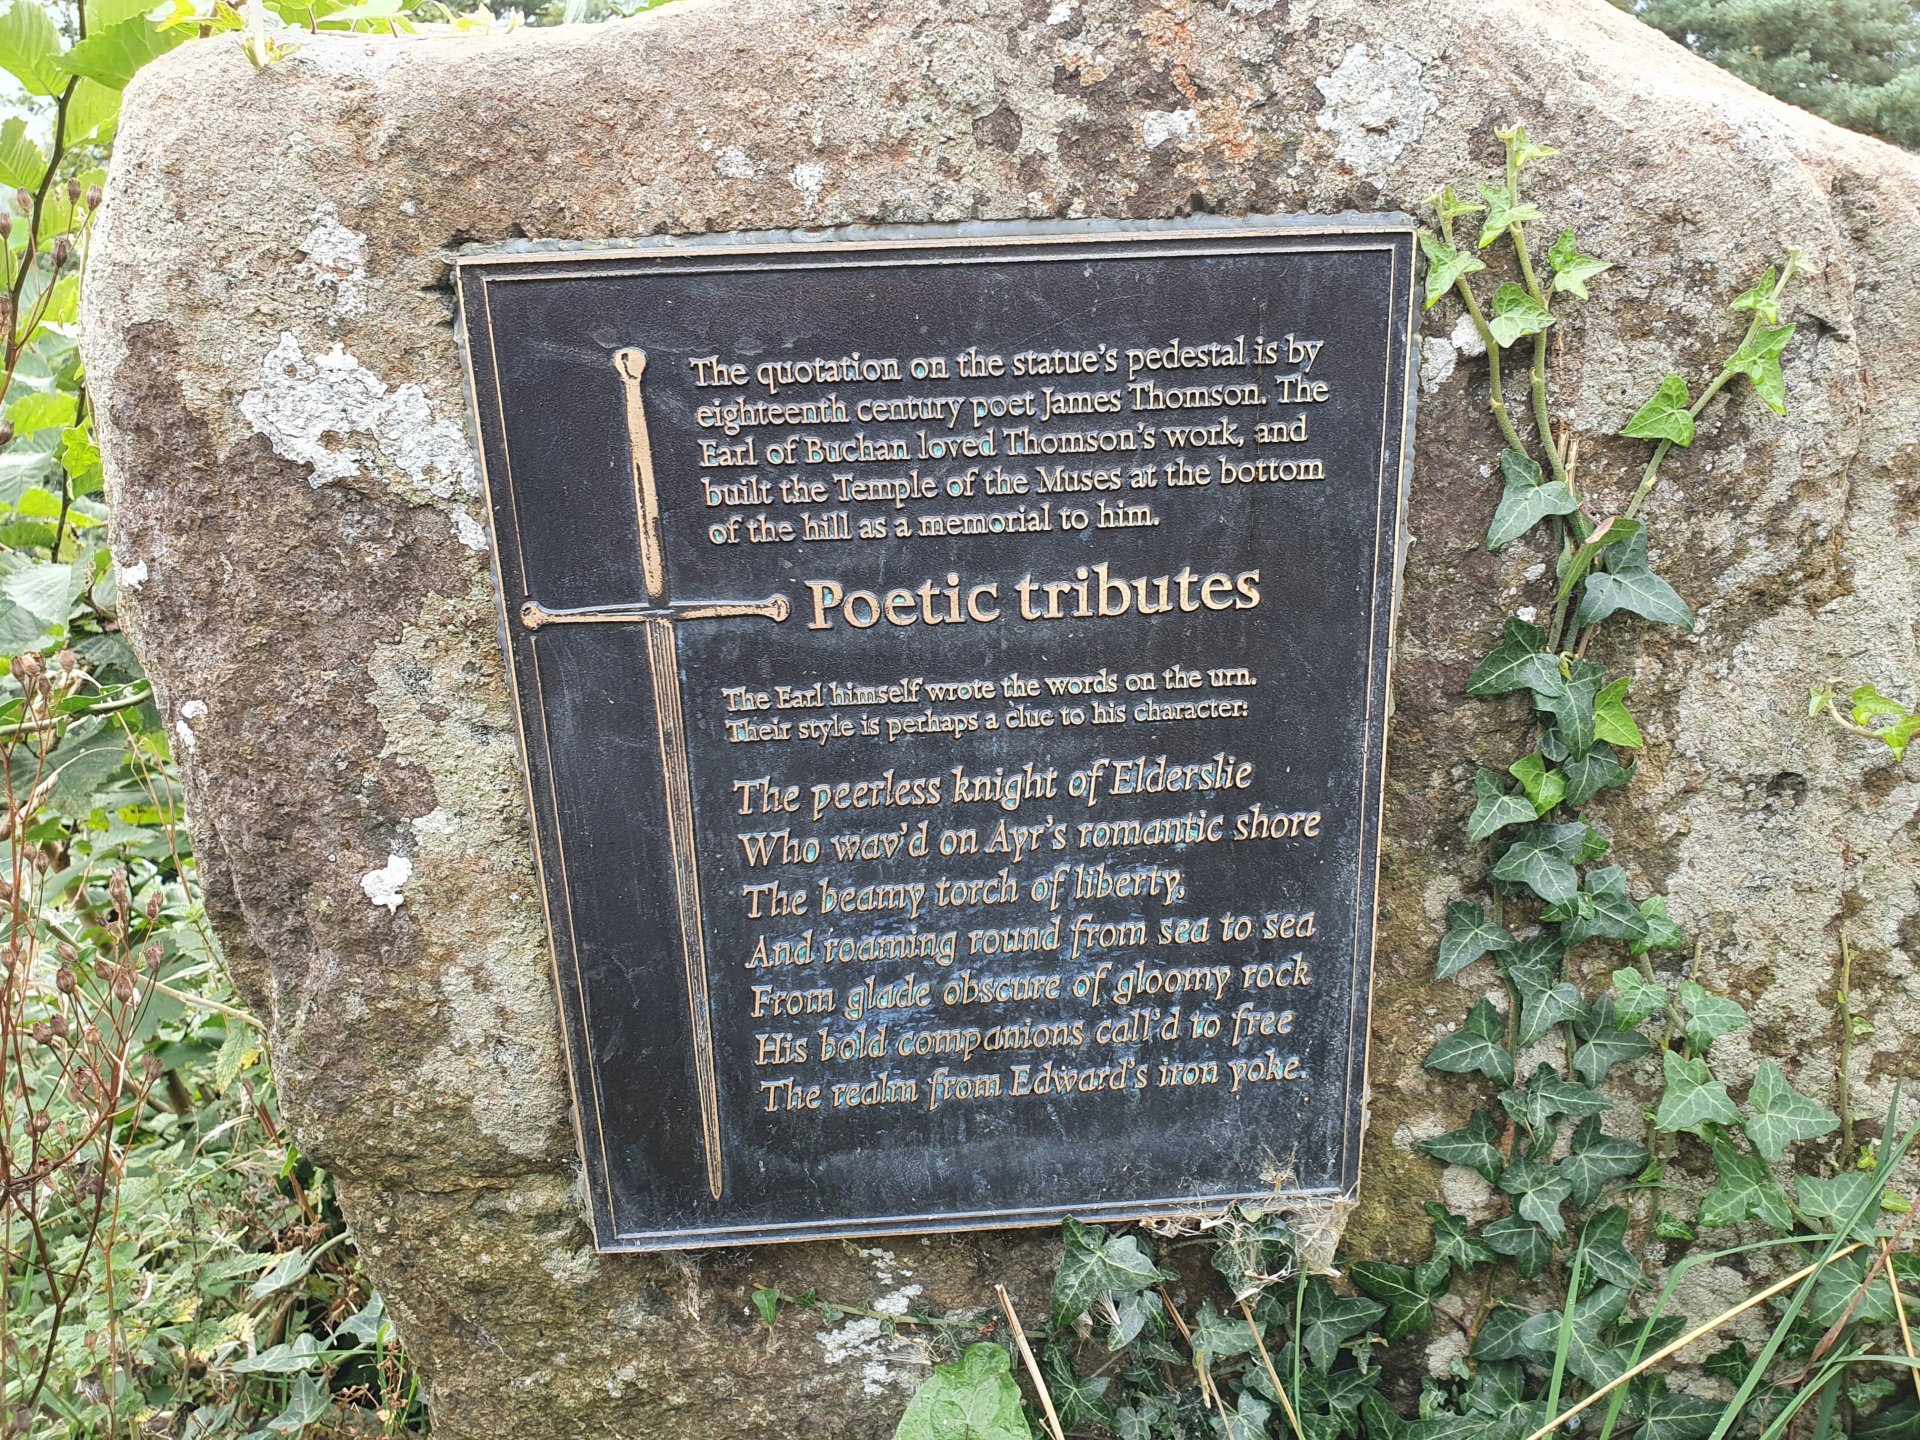 The quotation on the statue's pedestal is by
eighteenth century poet James Thomson. The
Earl of Buchan loved Thomson's work, and
built the Temple of the Muses at the bottom
of the hill as a memorial to him.
Poetic tributes
The Earl himself wrote the words on the urn.
Their style is perhaps a clue to his character:
The peerless knight of Elderslie
Who wav'd on Ayr's romantic shore
The beamy torch of liberty,
And roaming round from sea to sea
From glade obscure of gloomy rock
His bold companions call'd to free
The realm from Edward's iron yoke.